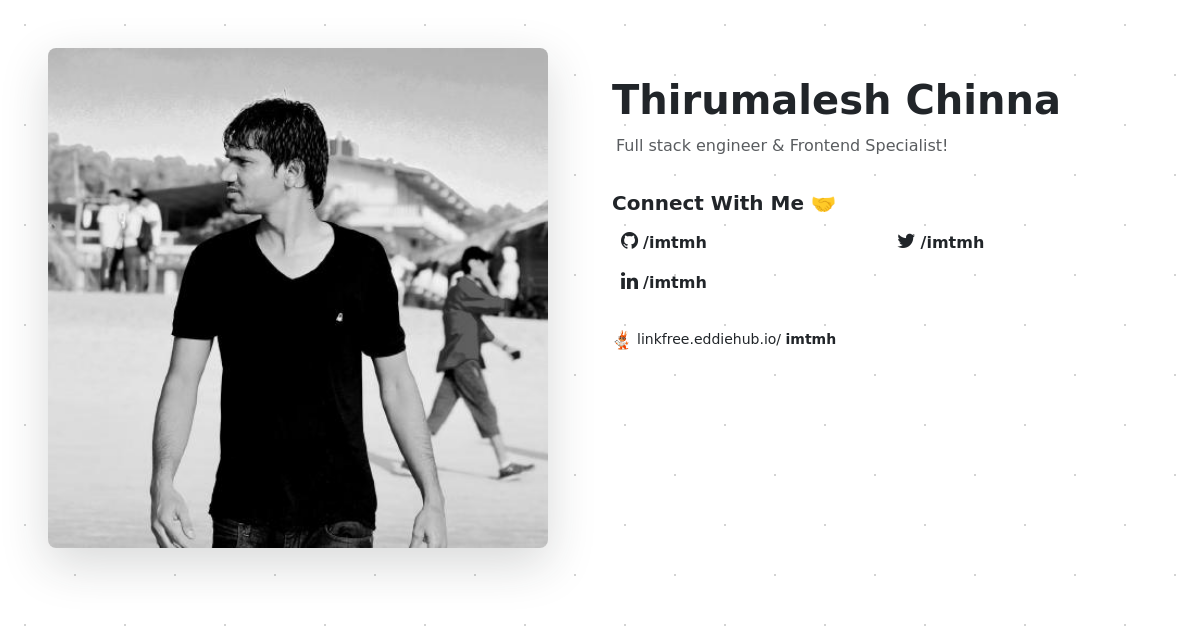 Thirumalesh Chinna
Full stack engineer & Frontend Specialist!
Connect With Me 🤝
/imtmh
/imtmh
/imtmh
linkfree.eddiehub.io/ imtmh